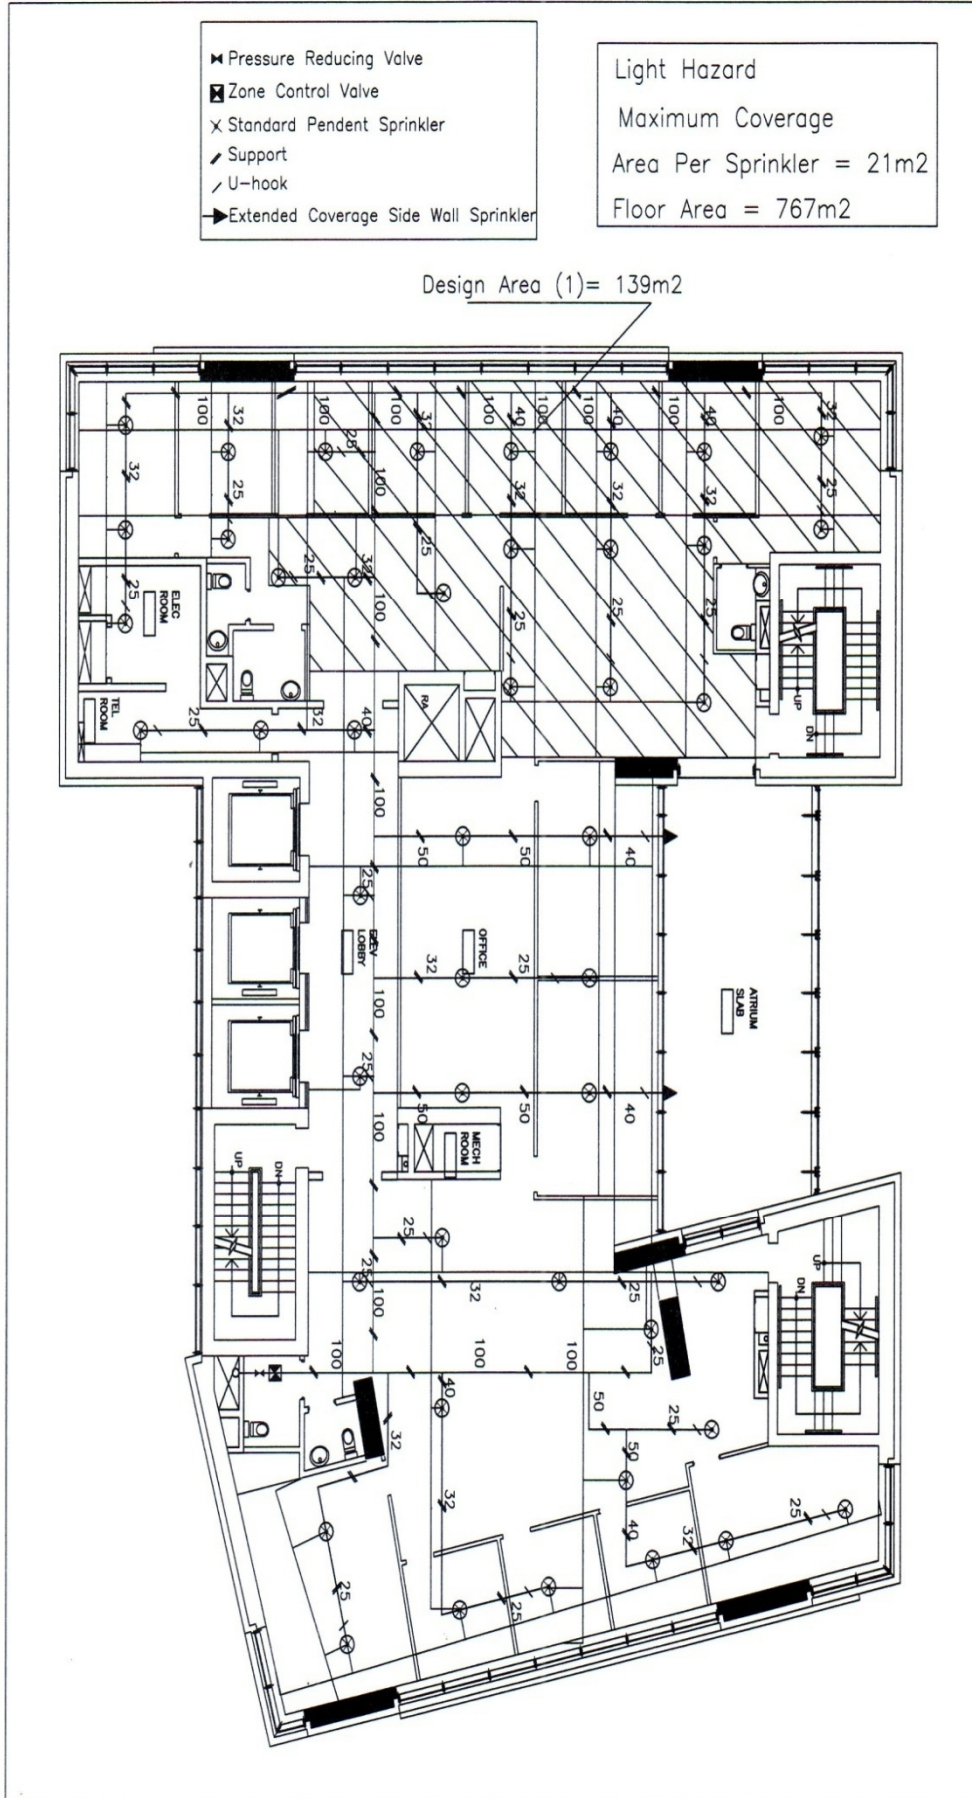 Pressure Reducing Valve
Zone Control Valve
Standard Pendent Sprinkler
Support
U-hook
Extended Coverage Side Wall Sprinkler
Light Hazard
Maximum Coverage
Area Per Sprinkler = 21m2
Floor Area = 767m2
Design Area (1)= 139m2
100 100 100 100 100 100 100
32 32 40 40 40 32
25
32 25 100 32 32 32 25
25 32 25
100 25 25 25
ELEC
ROOM
TEL
ROOM
RA
UP
DN
25 32 40
100
50 50 40
25
ELEV
LOBBY
OFFICE
32 25
100
ATRIUM
SLAB
25
100 50 50 40
MECH
ROOM
UP DN
25
25 32 25
100
UP
DN
100 100 100 25
40 50 25
32 50
32 40 32 25
25 25